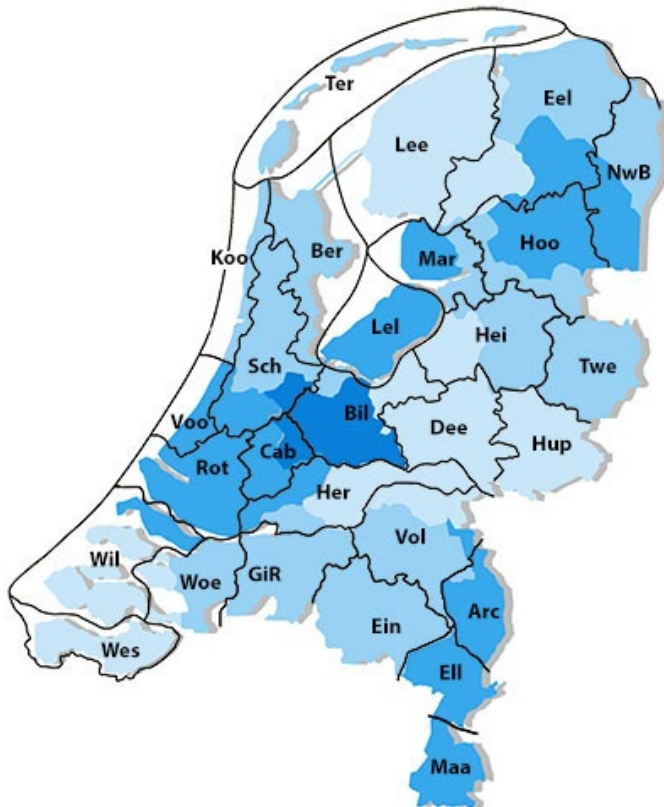 Ter
Eel
Lee
NwB
Koo
Ber
Mar
Hoo
Lel
Hei
Sch
Twe
Voo
Bil
Dee
Hup
Rot
Cab
Her
Vol
Wil
Woe
GiR
Arc
Ein
Wes
Ell
Maa